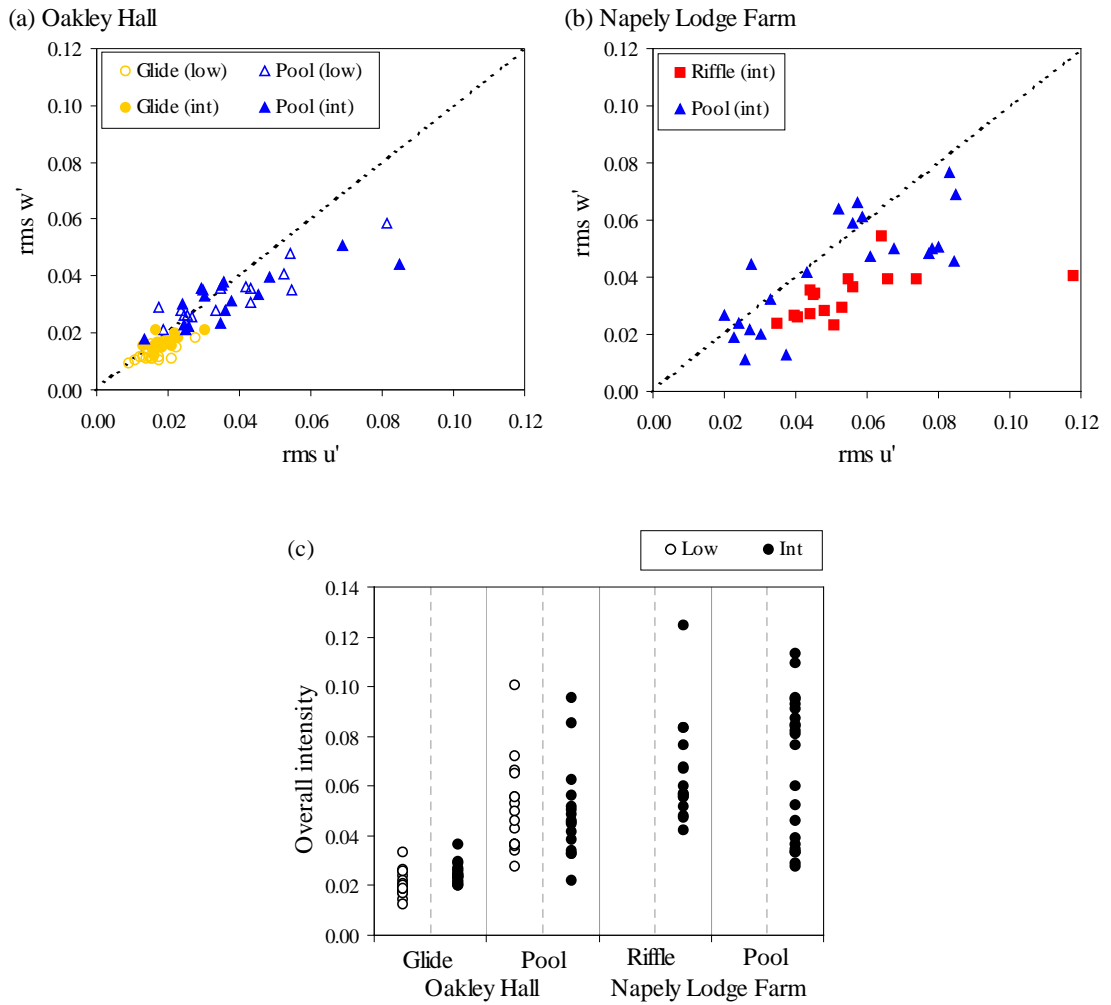 (a) Oakley Hall
0.12
0.10
0.08
0.06
0.04
0.02
0.00
rms w'
Glide (low) Pool (low)
Glide (int) Pool (int)
0.00 0.02 0.04 0.06 0.08 0.10 0.12
rms u'
(b) Napely Lodge Farm
0.12
0.10
0.08
0.06
0.04
0.02
0.00
rms w'
Riffle (int)
Pool (int)
0.00 0.02 0.04 0.06 0.08 0.10 0.12
rms u'
(c)
Low Int
0.14
0.12
0.10
0.08
0.06
0.04
0.02
0.00
Overall intensity
Glide Pool Riffle Pool
Oakley Hall Napely Lodge Farm